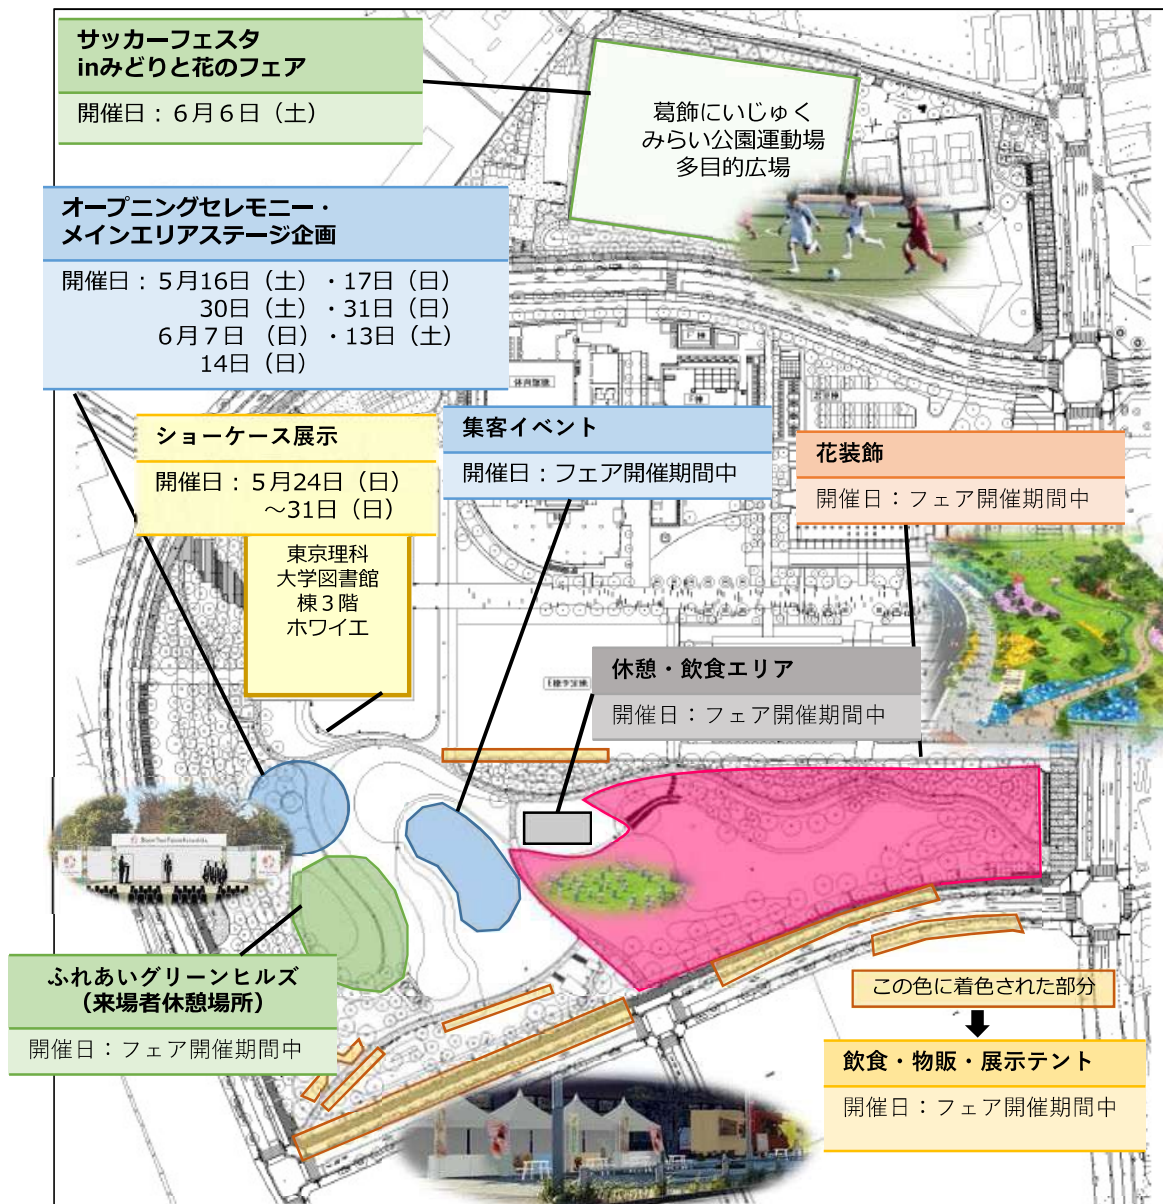 サッカーフェスタ
inみどりと花のフェア
開催日：６月６日（土）
葛飾にいじゅく
みらい公園運動場
多目的広場
オープニングセレモニー・
メインエリアステージ企画
開催日：５月16日（土）・17日（日）
30日（土）・31日（日）
６月７日 （日）・13日（土）
14日（日）
ショーケース展示
開催日：５月24日（日）
～31日（日）
東京理科
大学図書館
棟３階
ホワイエ
集客イベント
開催日：フェア開催期間中
花装飾
開催日：フェア開催期間中
休憩・飲食エリア
開催日：フェア開催期間中
ふれあいグリーンヒルズ
（来場者休憩場所）
開催日：フェア開催期間中
この色に着色された部分
飲食・物販・展示テント
開催日：フェア開催期間中